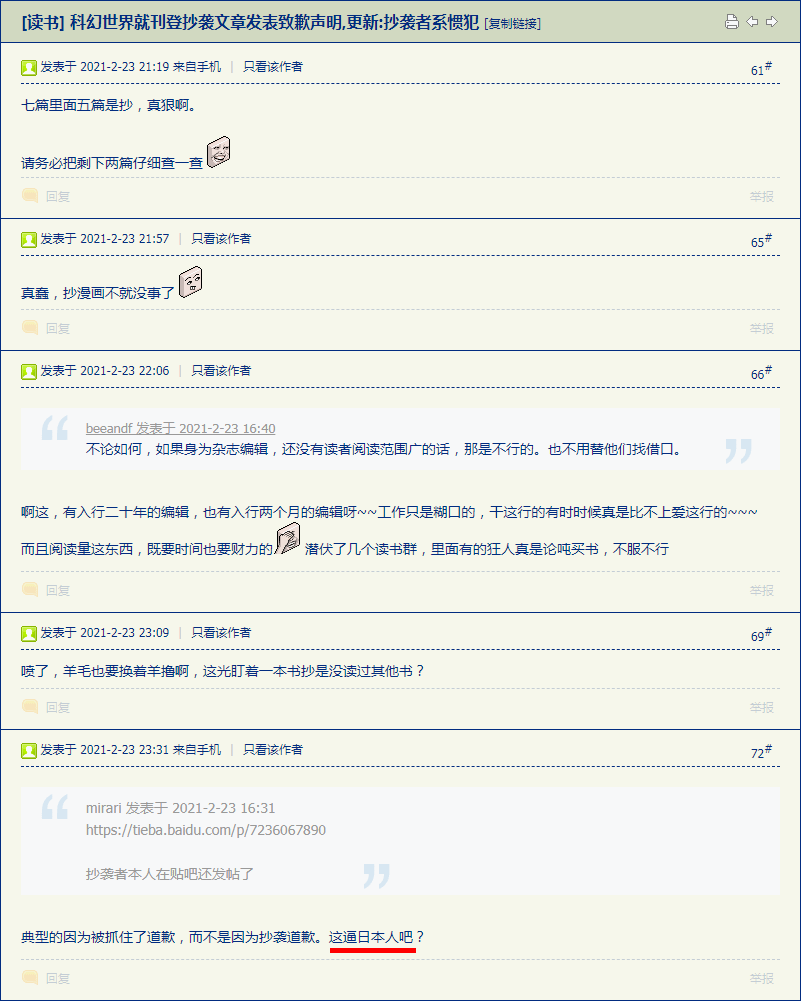 [读书] 科幻世界就刊登抄袭文章发表致歉声明,更新:抄袭者系惯犯 [复制链接]
发表于 2021-2-23 21:19 来自手机 | 只看该作者 61#
七篇里面五篇是抄，真狠啊。
请务必把剩下两篇仔细查一查
回复 举报
发表于 2021-2-23 21:57 | 只看该作者 65#
真蠢，抄漫画不就没事了
回复 举报
发表于 2021-2-23 22:06 | 只看该作者 66#
beeandf 发表于 2021-2-23 16:40
不论如何，如果身为杂志编辑，还没有读者阅读范围广的话，那是不行的。也不用替他们找借口。
啊这，有入行二十年的编辑，也有入行两个月的编辑呀~~工作只是糊口的，干这行的有时时候真是比不上爱这行的~~~
而且阅读量这东西，既要时间也要财力的 潜伏了几个读书群，里面有的狂人真是论吨买书，不服不行
回复 举报
发表于 2021-2-23 23:09 | 只看该作者 69#
喷了，羊毛也要换着羊撸啊，这光盯着一本书抄是没读过其他书？
回复 举报
发表于 2021-2-23 23:31 来自手机 | 只看该作者 72#
mirari 发表于 2021-2-23 16:31
https://tieba.baidu.com/p/7236067890
抄袭者本人在贴吧还发帖了
典型的因为被抓住了道歉，而不是因为抄袭道歉。这逼日本人吧？
回复 举报